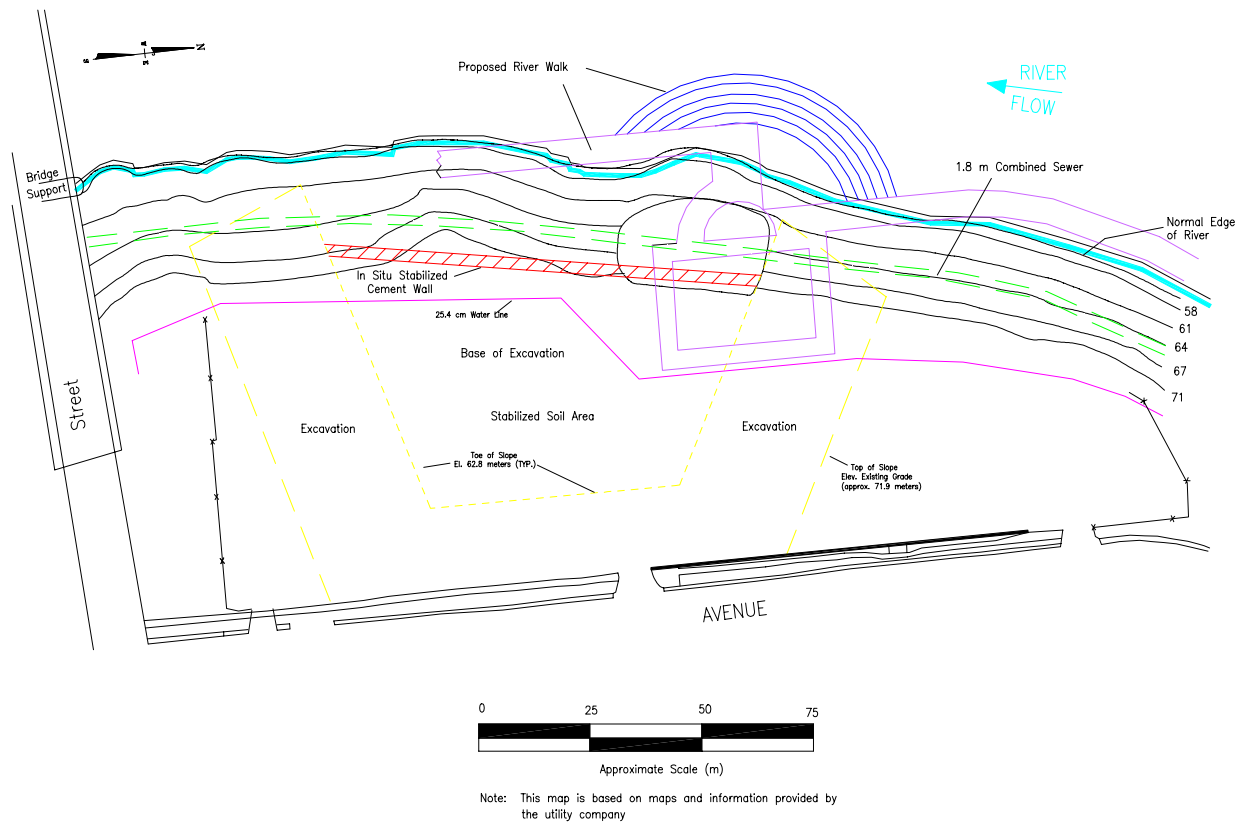 N
S
Proposed River Walk
RIVER
FLOW
1.8 m Combined Sewer
Bridge
Support
Normal Edge
of River
In Situ Stabilized
Cement Wall
25.4 cm Water Line
58
61
64
67
71
Base of Excavation
Street
Stabilized Soil Area
Excavation
Excavation
Toe of Slope
El. 62.8 meters (TYP.)
Top of Slope
Elev. Existing Grade
(approx. 71.9 meters)
AVENUE
0 25 50 75
Approximate Scale (m)
Note: This map is based on maps and information provided by
the utility company